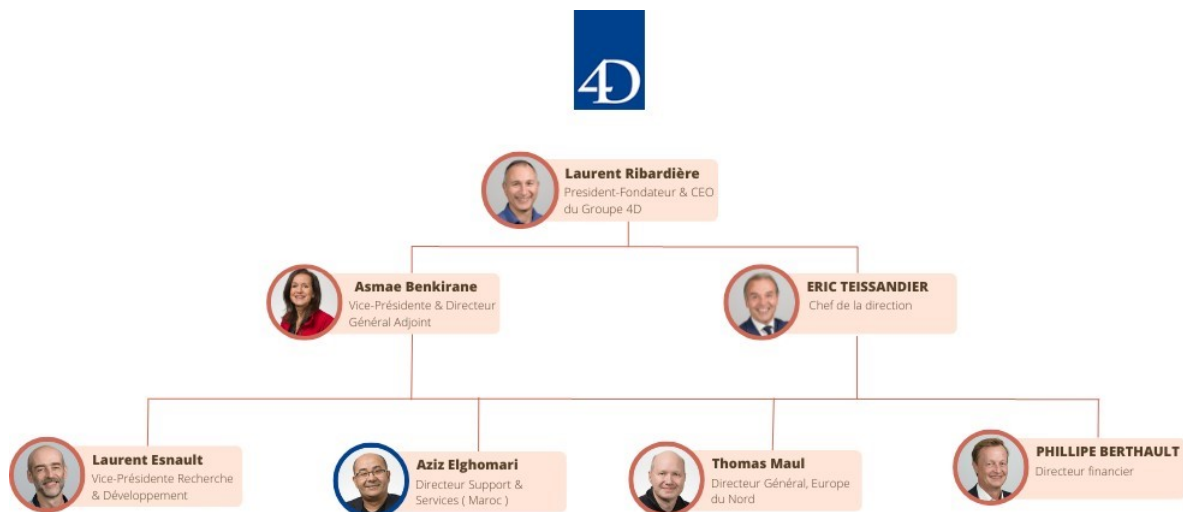 4D
Laurent Ribardière
President-Fondateur & CEO
du Groupe 4D
Asmae Benkirane
Vice-Présidente & Directeur
Général Adjoint
ERIC TEISSANDIER
Chef de la direction
Laurent Esnault
Vice-Présidente Recherche
& Développement
Aziz Elghomari
Directeur Support &
Services ( Maroc )
Thomas Maul
Directeur Général, Europe
du Nord
PHILLIPE BERTHAULT
Directeur financier